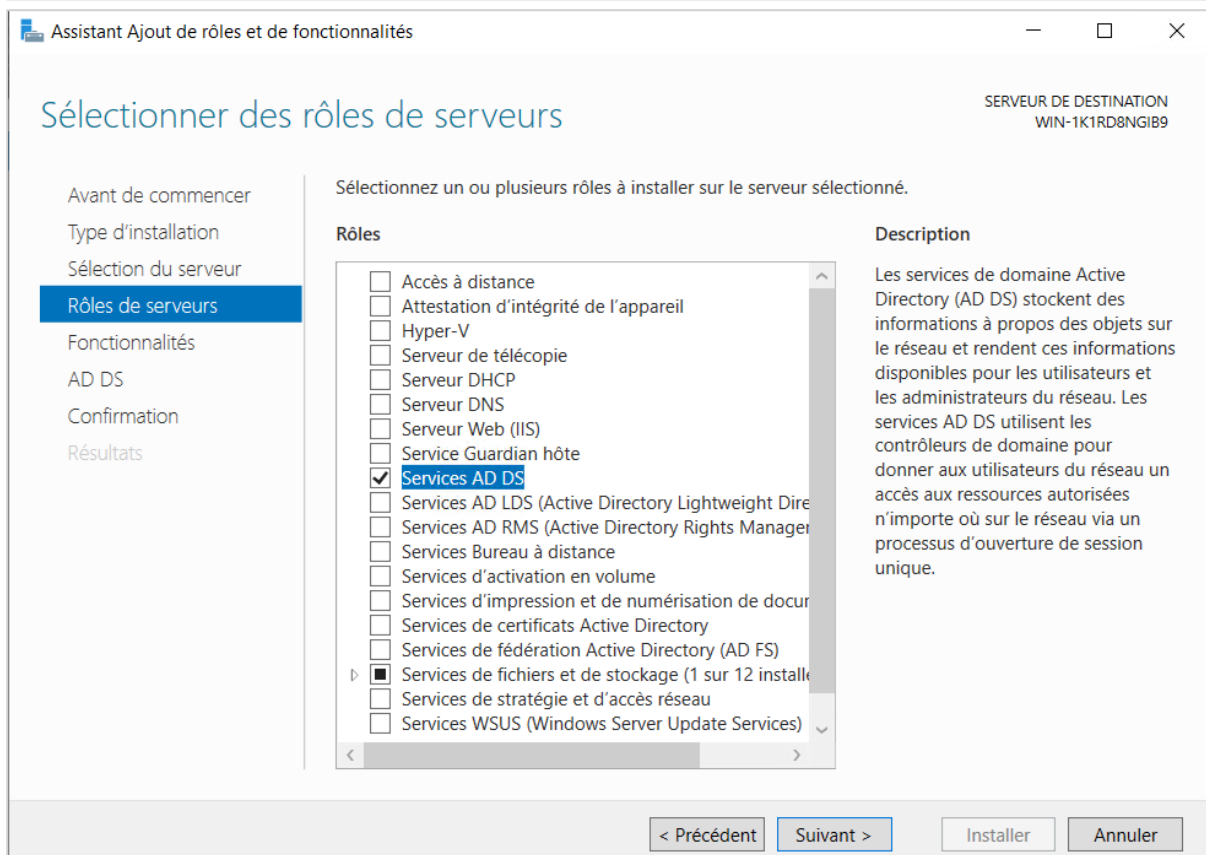 Assistant Ajout de rôles et de fonctionnalités
Sélectionner des rôles de serveurs
SERVEUR DE DESTINATION
WIN-1K1RD8NGIB9
Avant de commencer
Type d'installation
Sélection du serveur
Rôles de serveurs
Fonctionnalités
AD DS
Confirmation
Résultats
Sélectionnez un ou plusieurs rôles à installer sur le serveur sélectionné.
Rôles
Accès à distance
Attestation d'intégrité de l'appareil
Hyper-V
Serveur de télécopie
Serveur DHCP
Serveur DNS
Serveur Web (IIS)
Service Guardian hôte
Services AD DS
Services AD LDS (Active Directory Lightweight Dire
Services AD RMS (Active Directory Rights Manager
Services Bureau à distance
Services d'activation en volume
Services d'impression et de numérisation de docur
Services de certificats Active Directory
Services de fédération Active Directory (AD FS)
Services de fichiers et de stockage (1 sur 12 installé
Services de stratégie et d'accès réseau
Services WSUS (Windows Server Update Services)
Description
Les services de domaine Active
Directory (AD DS) stockent des
informations à propos des objets sur
le réseau et rendent ces informations
disponibles pour les utilisateurs et
les administrateurs du réseau. Les
services AD DS utilisent les
contrôleurs de domaine pour
donner aux utilisateurs du réseau un
accès aux ressources autorisées
n'importe où sur le réseau via un
processus d'ouverture de session
unique.
< Précédent
Suivant >
Installer
Annuler